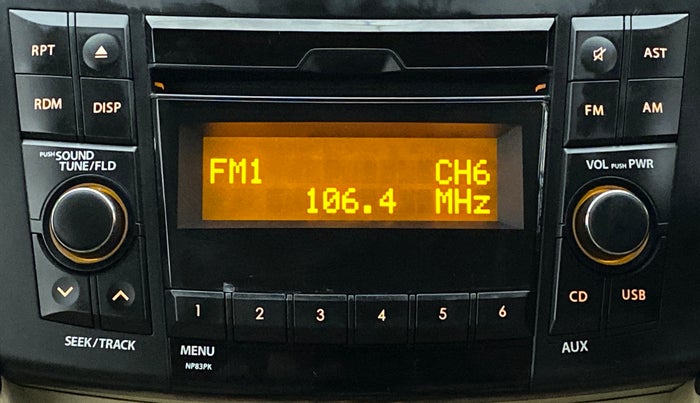 RPT
AST
RDM DISP
FM AM
PUSH SOUND
TUNE/FLD
VOL PUSH PWR
FM1 CH6
106.4 MHz
1 2 3 4 5 6
CD USB
SEEK/TRACK
MENU
NP83PK
AUX